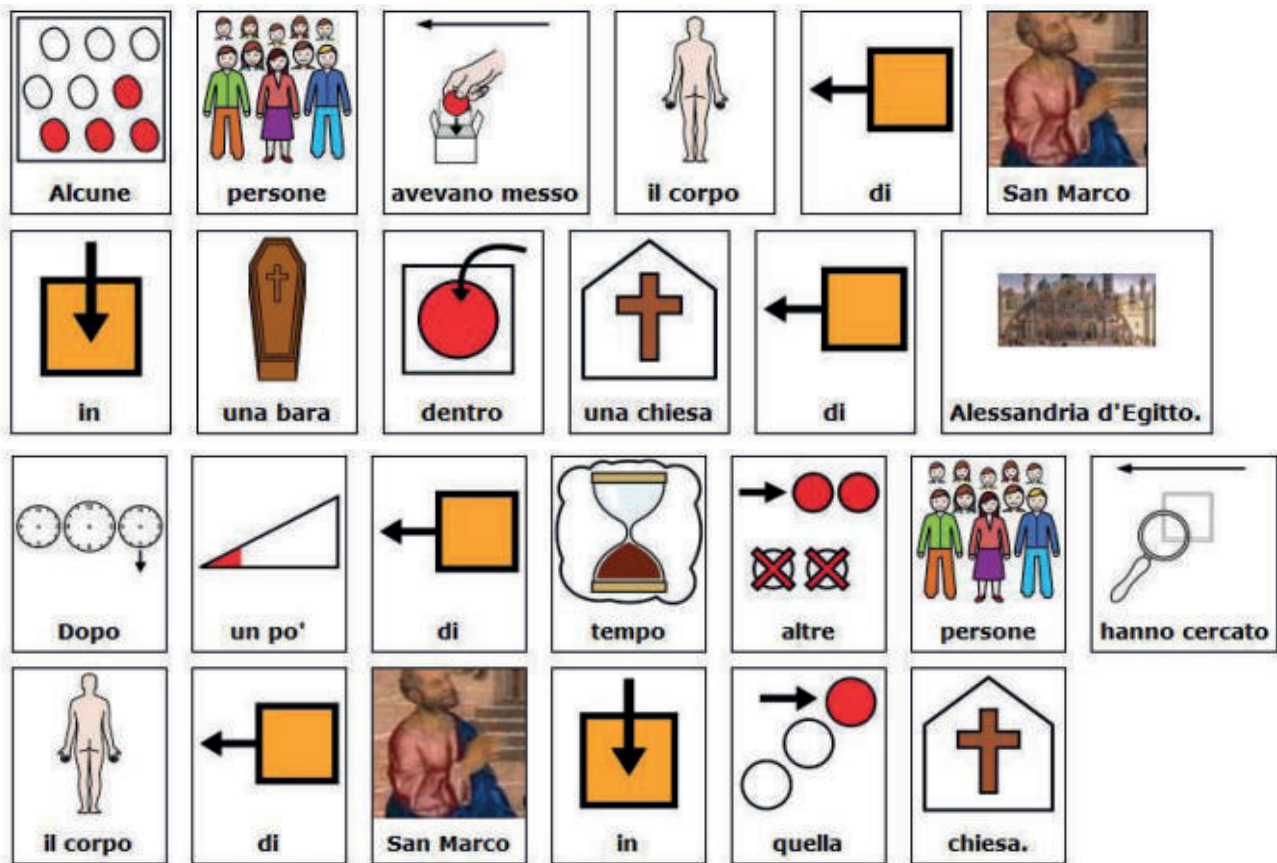 Alcune persone avevano messo il corpo di San Marco
in una bara dentro una chiesa di Alessandria d'Egitto.
Dopo un po' di tempo altre persone hanno cercato
il corpo di San Marco in quella chiesa.